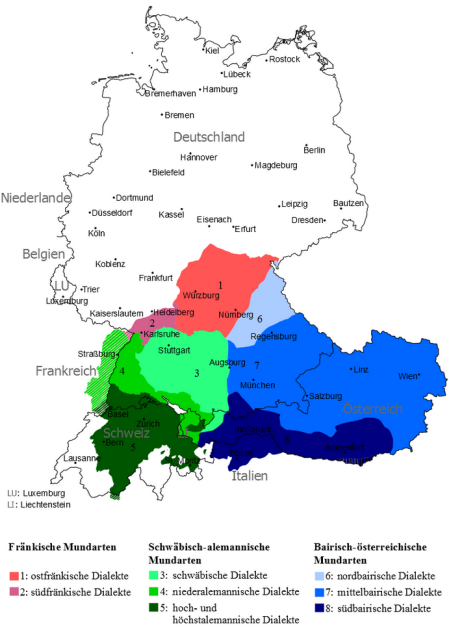 Kiel
Rostock
Lübeck
Hamburg
Bremerhaven
Bremen
Deutschland
Hannover
Berlin
Magdeburg
Bielefeld
Niederlande
Dortmund
Leipzig
Bautzen
Düsseldorf
Kassel
Eisenach
Dresden
Köln
Erfurt
Belgien
Koblenz
Frankfurt
LU
Trier
1
Luxemburg
Würzburg
Kaiserslautern
Heidelberg
Nürnberg
2
6
Karlsruhe
Regensburg
Stuttgart
Straßburg
Augsburg
4
3
7
Linz
Wien
Frankreich
München
Salzburg
Österreich
Basel
Zürich
Schweiz
Bern
5
8
Lausanne
Italien
LU: Luxemburg
LI: Liechtenstein
Fränkische Mundarten
1: ostfränkische Dialekte
2: südfränkische Dialekte
Schwäbisch-alemannische
Mundarten
3: schwäbische Dialekte
4: niederalemannische Dialekte
5: hoch- und
höchstalemannische Dialekte
Bairisch-österreichische
Mundarten
6: nordbairische Dialekte
7: mittelbairische Dialekte
8: südbairische Dialekte